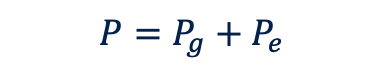 P = P_g + P_e